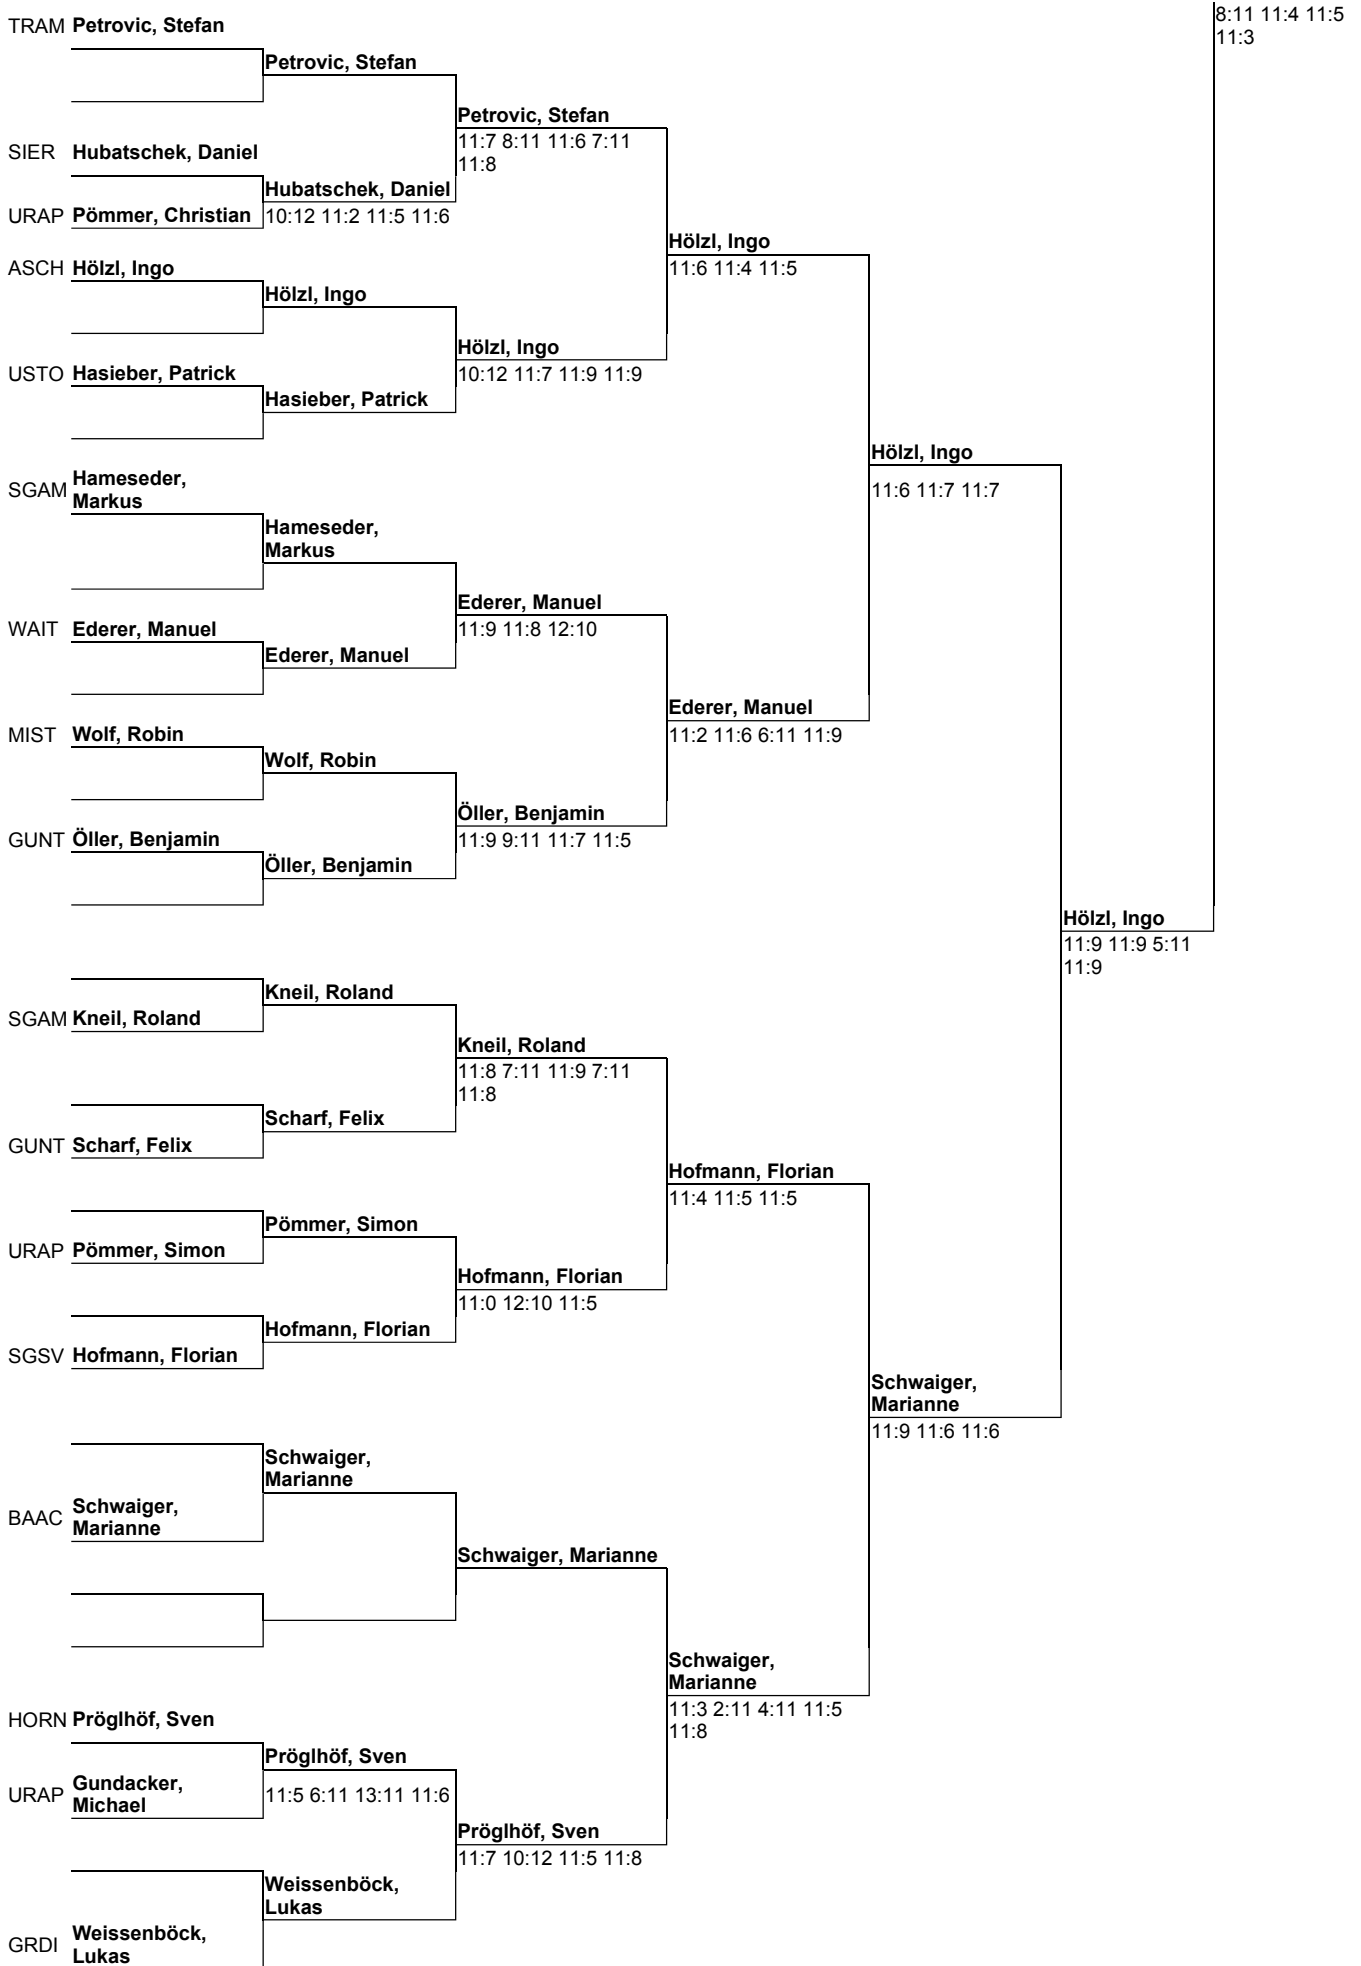 8:11 11:4 11:5
11:3
TRAM Petrovic, Stefan
Petrovic, Stefan
Petrovic, Stefan
11:7 8:11 11:6 7:11
11:8
SIER Hubatschek, Daniel
Hubatschek, Daniel
URAP Pömmer, Christian
10:12 11:2 11:5 11:6
Hölzl, Ingo
11:6 11:4 11:5
ASCH Hölzl, Ingo
Hölzl, Ingo
Hölzl, Ingo
10:12 11:7 11:9 11:9
USTO Hasieber, Patrick
Hasieber, Patrick
Hölzl, Ingo
11:6 11:7 11:7
SGAM Hameseder,
Markus
Hameseder,
Markus
Ederer, Manuel
11:9 11:8 12:10
WAIT Ederer, Manuel
Ederer, Manuel
Ederer, Manuel
11:2 11:6 6:11 11:9
MIST Wolf, Robin
Wolf, Robin
Öller, Benjamin
11:9 9:11 11:7 11:5
GUNT Öller, Benjamin
Öller, Benjamin
Hölzl, Ingo
11:9 11:9 5:11
11:9
Kneil, Roland
SGAM Kneil, Roland
Kneil, Roland
11:8 7:11 11:9 7:11
11:8
Scharf, Felix
GUNT Scharf, Felix
Hofmann, Florian
11:4 11:5 11:5
Pömmer, Simon
URAP Pömmer, Simon
Hofmann, Florian
11:0 12:10 11:5
Hofmann, Florian
SGSV Hofmann, Florian
Schwaiger,
Marianne
11:9 11:6 11:6
Schwaiger,
Marianne
BAAC Schwaiger,
Marianne
Schwaiger, Marianne
Schwaiger,
Marianne
11:3 2:11 4:11 11:5
11:8
HORN Pröglhöf, Sven
Pröglhöf, Sven
URAP Gundacker,
Michael
11:5 6:11 13:11 11:6
Pröglhöf, Sven
11:7 10:12 11:5 11:8
Weissenböck,
Lukas
GRDI Weissenböck,
Lukas